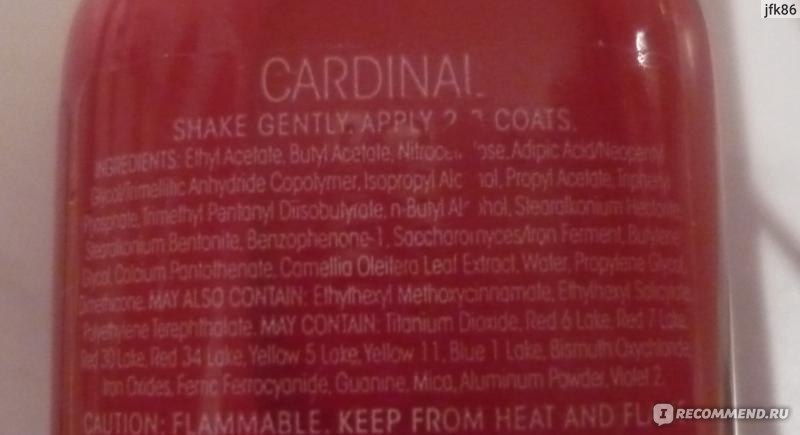 jfk86
CARDINAL
SHAKE GENTLY. APPLY COATS.
INGREDIENTS: Ethyl Acetate, Butyl Acetate, Adipic Acid/Neopentyl
Glycol/Trimellitic Anhydride Copolymer, Isopropyl Propyl Acetate, Triphenyl
Phosphate, Trimethyl Pentanyl Diisobutyrate, n-Butyl Stearalkonium Hectorite,
Stearalkonium Bentonite, Benzophenone-1, Saccharomyces/Iron Ferment, Butylene
Glycol, Calcium Pantothenate, Camellia Oleifera Leaf Extract, Water, Propylene Glycol,
Dimethicone. MAY ALSO CONTAIN: Ethylhexyl Methoxycinnamate, Ethylhexyl Salicylate,
Polyethylene Terephthalate. MAY CONTAIN: Titanium Dioxide, Red 6 Lake, Red 7 Lake,
Red 30 Lake, Red 34 Lake, Yellow 5 Lake, Yellow 11, Blue 1 Lake, Bismuth Oxychloride,
Iron Oxides, Ferric Ferrocyanide, Guanine, Mica, Aluminum Powder, Violet 2.
CAUTION: FLAMMABLE. KEEP FROM HEAT AND
IRECOMMEND.RU